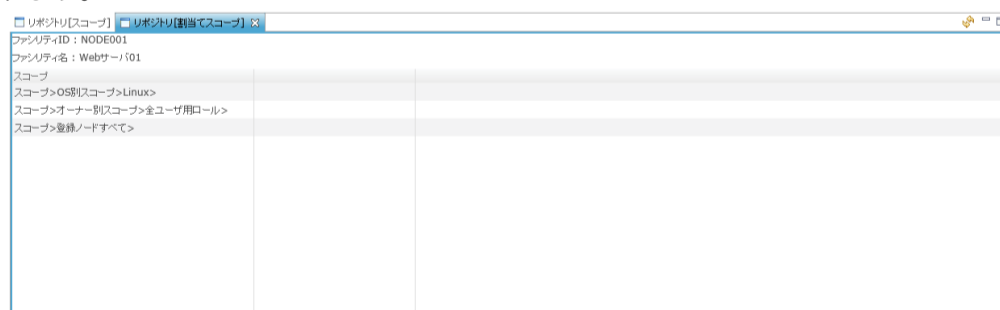 リポジトリ[スコープ] リポジトリ[割当てスコープ]
ファシリティID : NODE001
ファシリティ名 : Webサーバ01
スコープ
スコープ>OS別スコープ>Linux>
スコープ>オーナー別スコープ>全ユーザ用ロール>
スコープ>登録ノードすべて>